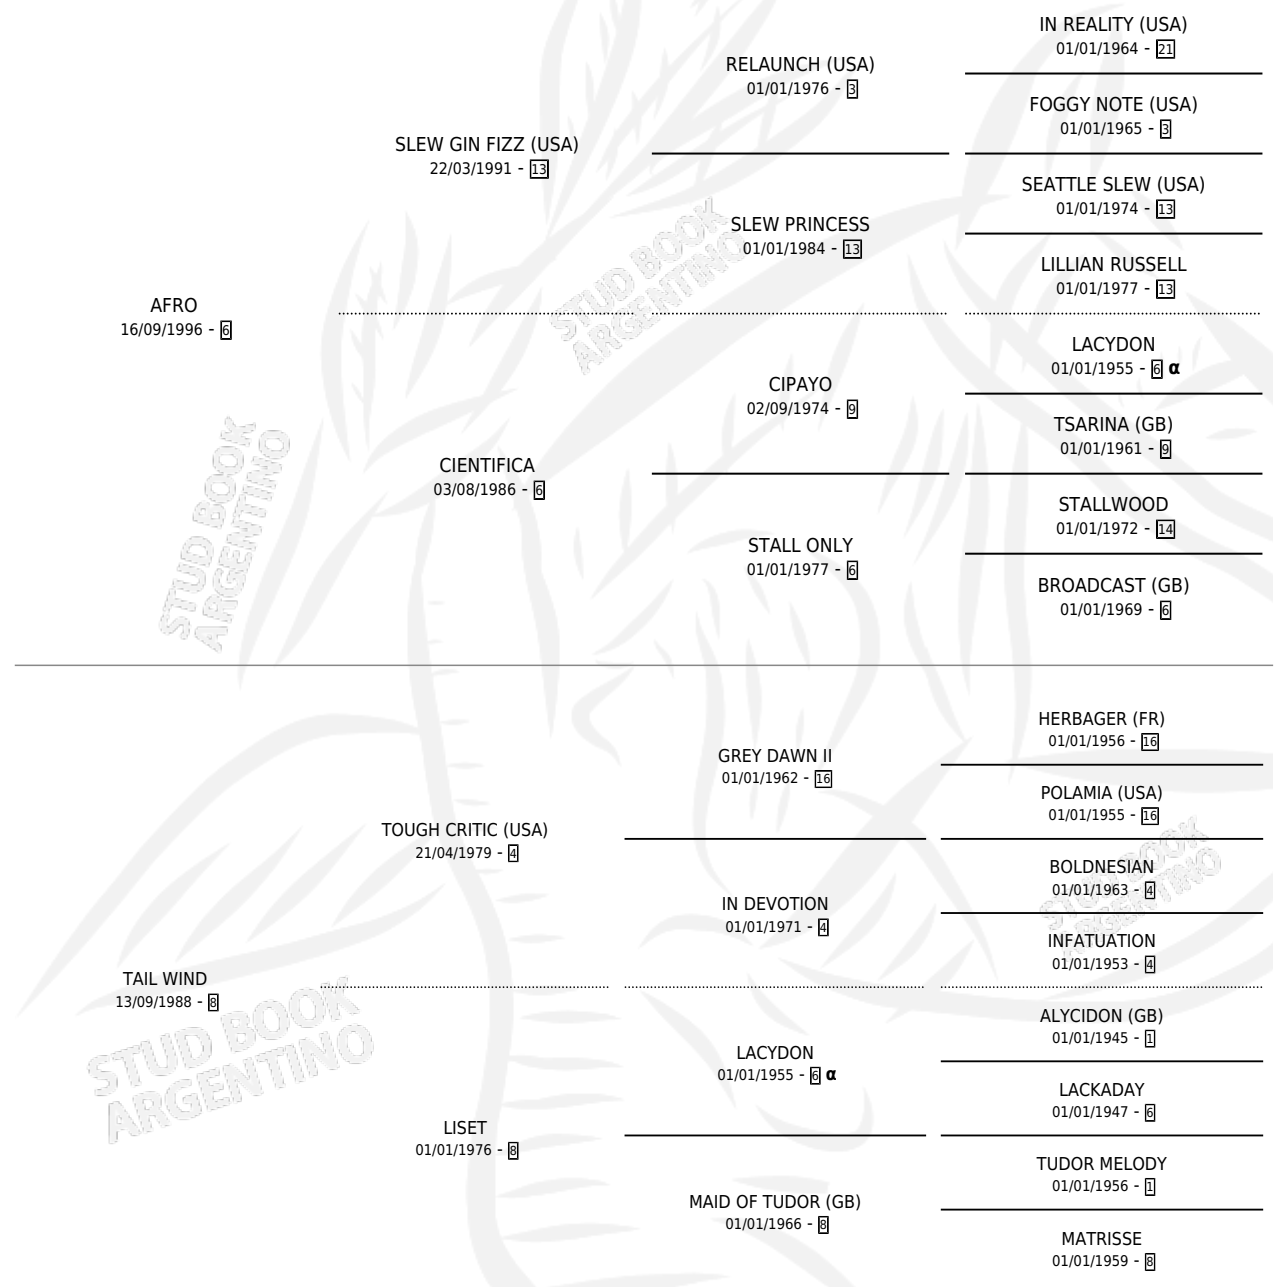 IN REALITY (USA)
01/01/1964 - 21
RELAUNCH (USA)
01/01/1976 - 3
FOGGY NOTE (USA)
01/01/1965 - 3
SLEW GIN FIZZ (USA)
22/03/1991 - 13
SEATTLE SLEW (USA)
01/01/1974 - 13
SLEW PRINCESS
01/01/1984 - 13
LILLIAN RUSSELL
01/01/1977 - 13
AFRO
16/09/1996 - 6
LACYDON
01/01/1955 - 6 α
CIPAYO
02/09/1974 - 9
TSARINA (GB)
01/01/1961 - 9
CIENTIFICA
03/08/1986 - 6
STALLWOOD
01/01/1972 - 14
STALL ONLY
01/01/1977 - 6
BROADCAST (GB)
01/01/1969 - 6
HERBAGER (FR)
01/01/1956 - 16
GREY DAWN II
01/01/1962 - 16
POLAMIA (USA)
01/01/1955 - 16
TOUGH CRITIC (USA)
21/04/1979 - 4
BOLDNESIAN
01/01/1963 - 4
IN DEVOTION
01/01/1971 - 4
INFATUATION
01/01/1953 - 4
TAIL WIND
13/09/1988 - 8
ALYCIDON (GB)
01/01/1945 - 1
LACYDON
01/01/1955 - 6 α
LACKADAY
01/01/1947 - 6
LISET
01/01/1976 - 8
TUDOR MELODY
01/01/1956 - 1
MAID OF TUDOR (GB)
01/01/1966 - 8
MATRISSE
01/01/1959 - 8
STUD BOOK
ARGENTINO
STUD BOOK
ARGENTINO
STUD BOOK
ARGENTINO
STUD BOOK
ARGENTINO